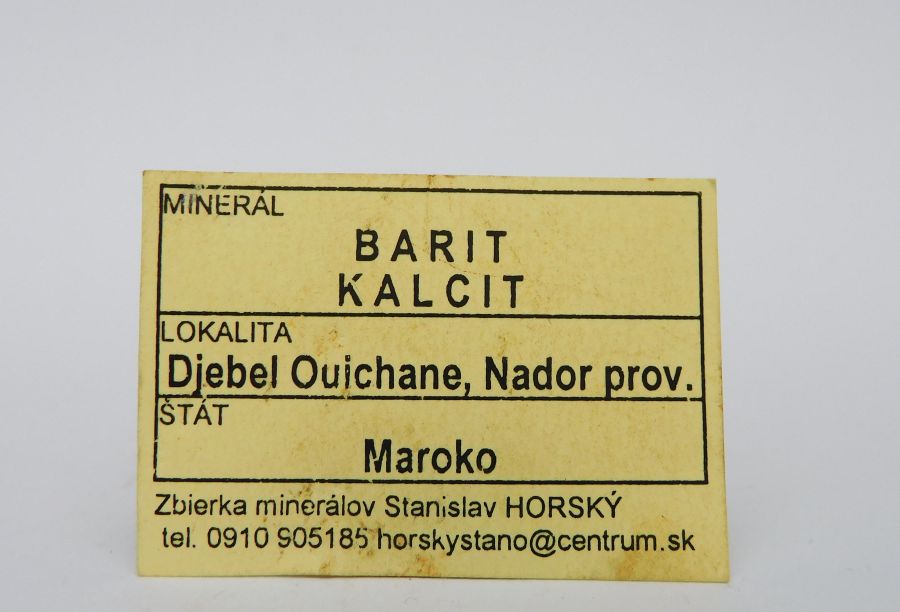 MINERÁL
BARIT
KALCIT
LOKALITA
Djebel Ouichane, Nador prov.
ŠTÁT
Maroko
Zbierka minerálov Stanislav HORSKÝ
tel. 0910 905185 horskystano@centrum.sk